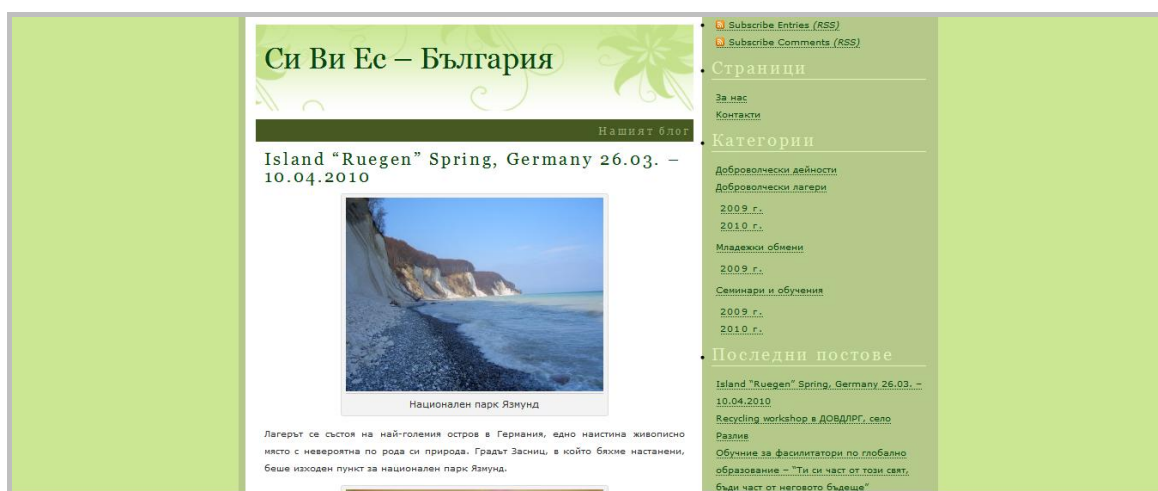 Си Ви Ес – България
Нашият блог
Island “Ruegen” Spring, Germany 26.03. –
10.04.2010
Национален парк Язмунд
Лагерът се състоя на най-големия остров в Германия, едно наистина живописно
място с невероятна по рода си природа. Градът Засниц, в който бяхме настанени,
беше изходен пункт за национален парк Язмунд.
Subscribe Entries (RSS)
Subscribe Comments (RSS)
Страници
За нас
Контакти
Категории
Доброволчески дейности
Доброволчески лагери
2009 г.
2010 г.
Младежки обмени
2009 г.
Семинари и обучения
2009 г.
2010 г.
Последни постове
Island “Ruegen” Spring, Germany 26.03. –
10.04.2010
Recycling workshop в ДОВДЛРГ, село
Разлив
Обучние за фасилитатори по глобално
образование – “Ти си част от този свят,
бъди част от неговото бъдеще”